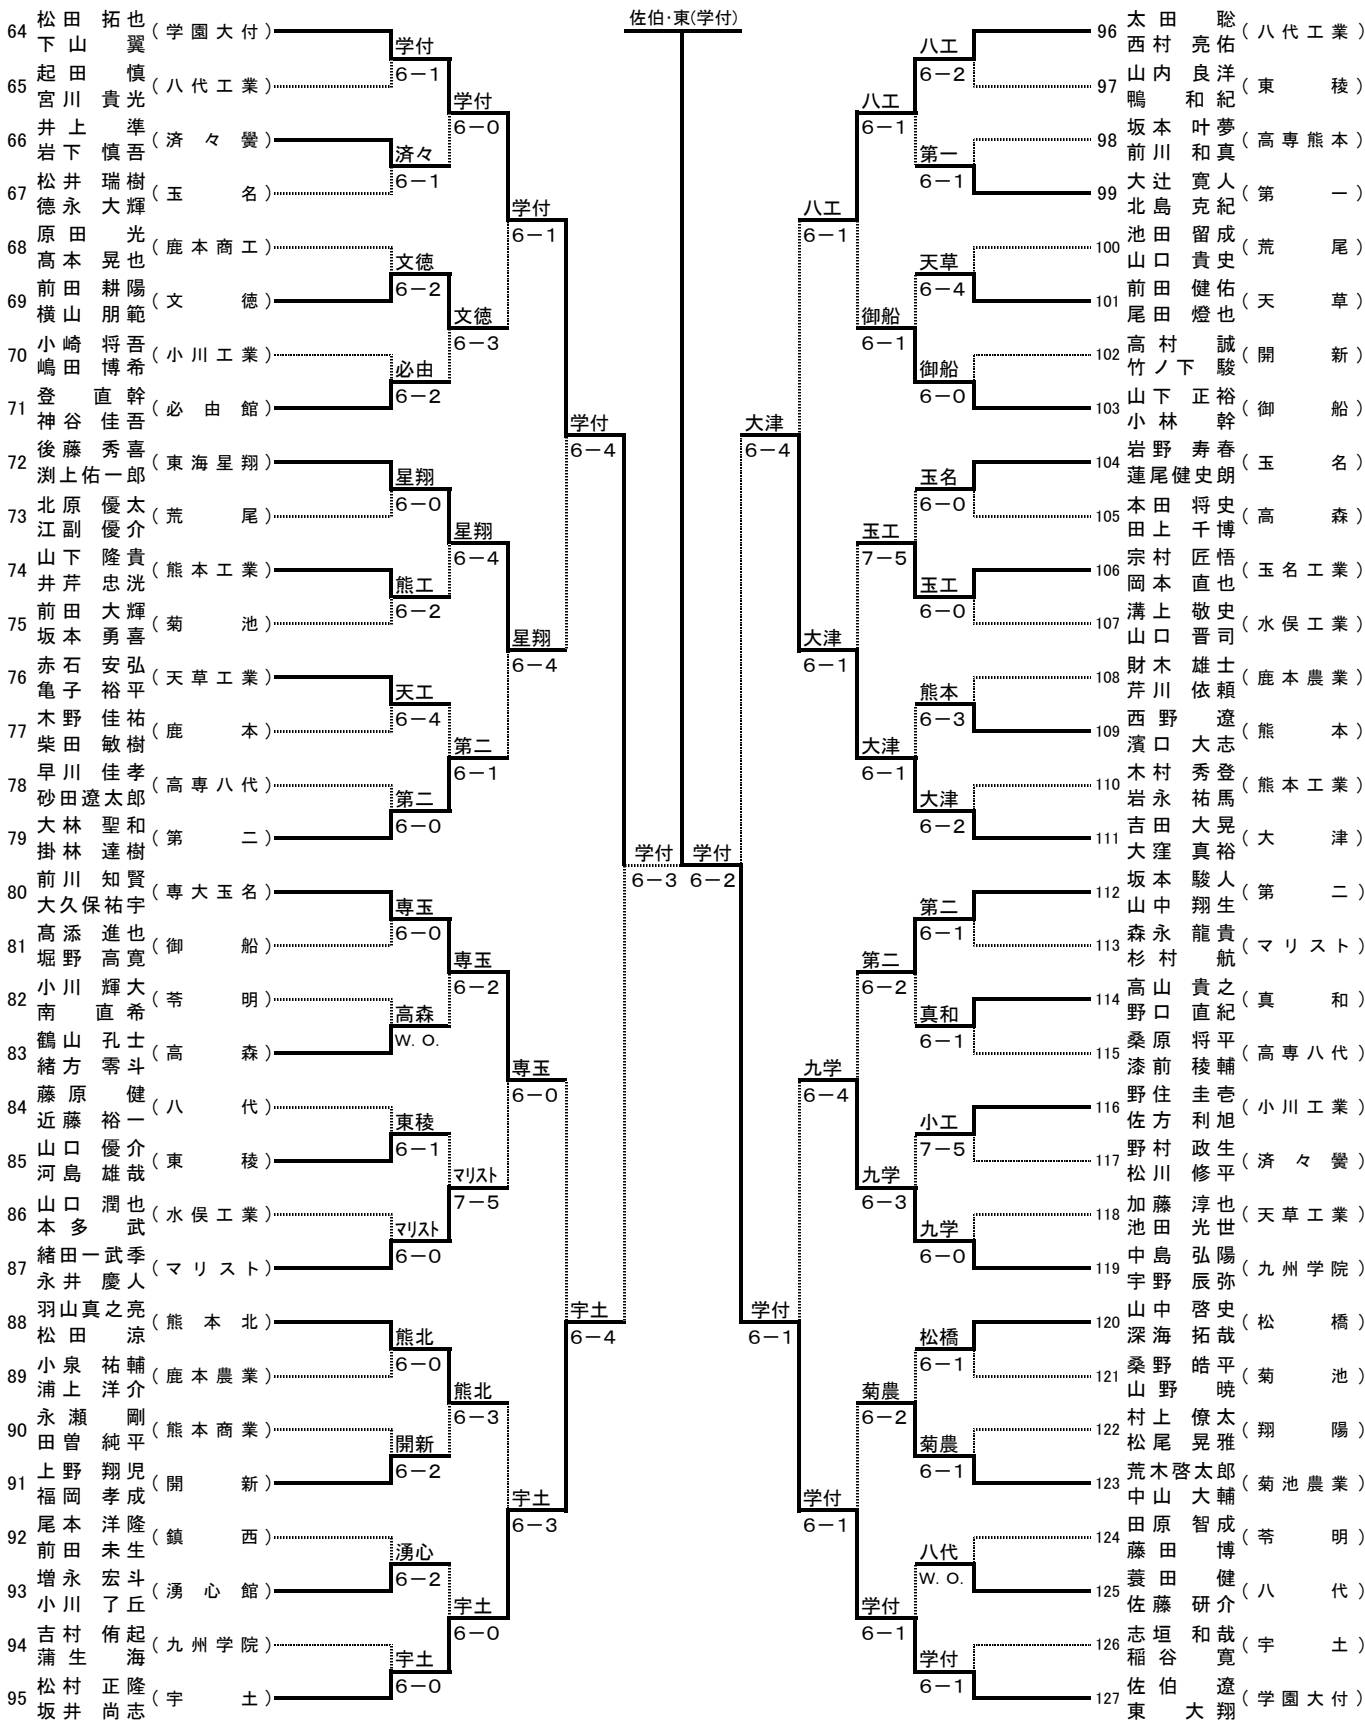 佐伯・東(学付)
64 松田 拓也 下山 翼 (学園大付)
65 起田 慎 宮川 貴光 (八代工業)
66 井上 準 岩下 慎吾 (済々黌)
67 松井 瑞樹 德永 大輝 (玉名)
68 原田 光 髙本 晃也 (鹿本商工)
69 前田 耕陽 横山 朋範 (文徳)
70 小崎 将吾 嶋田 博希 (小川工業)
71 登 直幹 神谷 佳吾 (必由館)
72 後藤 秀喜 渕上佑一郎 (東海星翔)
73 北原 優太 江副 優介 (荒尾)
74 山下 隆貴 井芹 忠洸 (熊本工業)
75 前田 大輝 坂本 勇喜 (菊池)
76 赤石 安弘 亀子 裕平 (天草工業)
77 木野 佳祐 柴田 敏樹 (鹿本)
78 早川 佳孝 砂田遼太郎 (高専八代)
79 大林 聖和 掛林 達樹 (第二)
80 前川 知賢 大久保祐宇 (専大玉名)
81 髙添 進也 堀野 高寛 (御船)
82 小川 輝大 南 直希 (苓明)
83 鶴山 孔士 緒方 零斗 (高森)
84 藤原 健 近藤 裕一 (八代)
85 山口 優介 河島 雄哉 (東稜)
86 山口 潤也 本多 武 (水俣工業)
87 緒田一武季 永井 慶人 (マリスト)
88 羽山真之亮 松田 涼 (熊本北)
89 小泉 祐輔 浦上 洋介 (鹿本農業)
90 永瀬 剛 田曽 純平 (熊本商業)
91 上野 翔児 福岡 孝成 (開新)
92 尾本 洋隆 前田 未生 (鎮西)
93 増永 宏斗 小川 了丘 (湧心館)
94 吉村 侑起 蒲生 海 (九州学院)
95 松村 正隆 坂井 尚志 (宇土)
学付 6-1
済々 6-1
文徳 6-2
必由 6-2
星翔 6-0
熊工 6-2
天工 6-4
第二 6-0
専玉 6-0
高森 W.O.
東稜 6-1
マリスト 6-0
熊北 6-0
開新 6-2
湧心 6-2
宇土 6-0
学付 6-0
文徳 6-3
星翔 6-4
第二 6-1
専玉 6-2
マリスト 7-5
熊北 6-3
宇土 6-0
学付 6-1
星翔 6-4
専玉 6-0
宇土 6-3
学付 6-4
宇土 6-4
学付 6-3
学付 6-2
大津 6-4
学付 6-1
八工 6-1
大津 6-1
九学 6-4
学付 6-1
八工 6-1
御船 6-1
玉工 7-5
大津 6-1
第二 6-2
九学 6-3
菊農 6-2
学付 6-1
八工 6-2
第一 6-1
天草 6-4
御船 6-0
玉名 6-0
玉工 6-0
熊本 6-3
大津 6-2
第二 6-1
真和 6-1
小工 7-5
九学 6-0
松橋 6-1
菊農 6-1
八代 W.O.
学付 6-1
96 太田 聡 西村 亮佑 (八代工業)
97 山内 良洋 鴨 和紀 (東稜)
98 坂本 叶夢 前川 和真 (高専熊本)
99 大辻 寛人 北島 克紀 (第一)
100 池田 留成 山口 貴史 (荒尾)
101 前田 健佑 尾田 燈也 (天草)
102 高村 誠 竹ノ下 駿 (開新)
103 山下 正裕 小林 幹 (御船)
104 岩野 寿春 蓮尾健史朗 (玉名)
105 本田 将史 田上 千博 (高森)
106 宗村 匠悟 岡本 直也 (玉名工業)
107 溝上 敬史 山口 晋司 (水俣工業)
108 財木 雄士 芹川 依頼 (鹿本農業)
109 西野 遼 濱口 大志 (熊本)
110 木村 秀登 岩永 祐馬 (熊本工業)
111 吉田 大晃 大窪 真裕 (大津)
112 坂本 駿人 山中 翔生 (第二)
113 森永 龍貴 杉村 航 (マリスト)
114 高山 貴之 野口 直紀 (真和)
115 桑原 将平 漆前 稜輔 (高専八代)
116 野住 圭壱 佐方 利旭 (小川工業)
117 野村 政生 松川 修平 (済々黌)
118 加藤 淳也 池田 光世 (天草工業)
119 中島 弘陽 宇野 辰弥 (九州学院)
120 山中 啓史 深海 拓哉 (松橋)
121 桑野 皓平 山野 暁 (菊池)
122 村上 僚太 松尾 晃雅 (翔陽)
123 荒木啓太郎 中山 大輔 (菊池農業)
124 田原 智成 藤田 博 (苓明)
125 蓑田 健 佐藤 研介 (八代)
126 志垣 和哉 稲谷 寛 (宇土)
127 佐伯 遼 東 大翔 (学園大付)